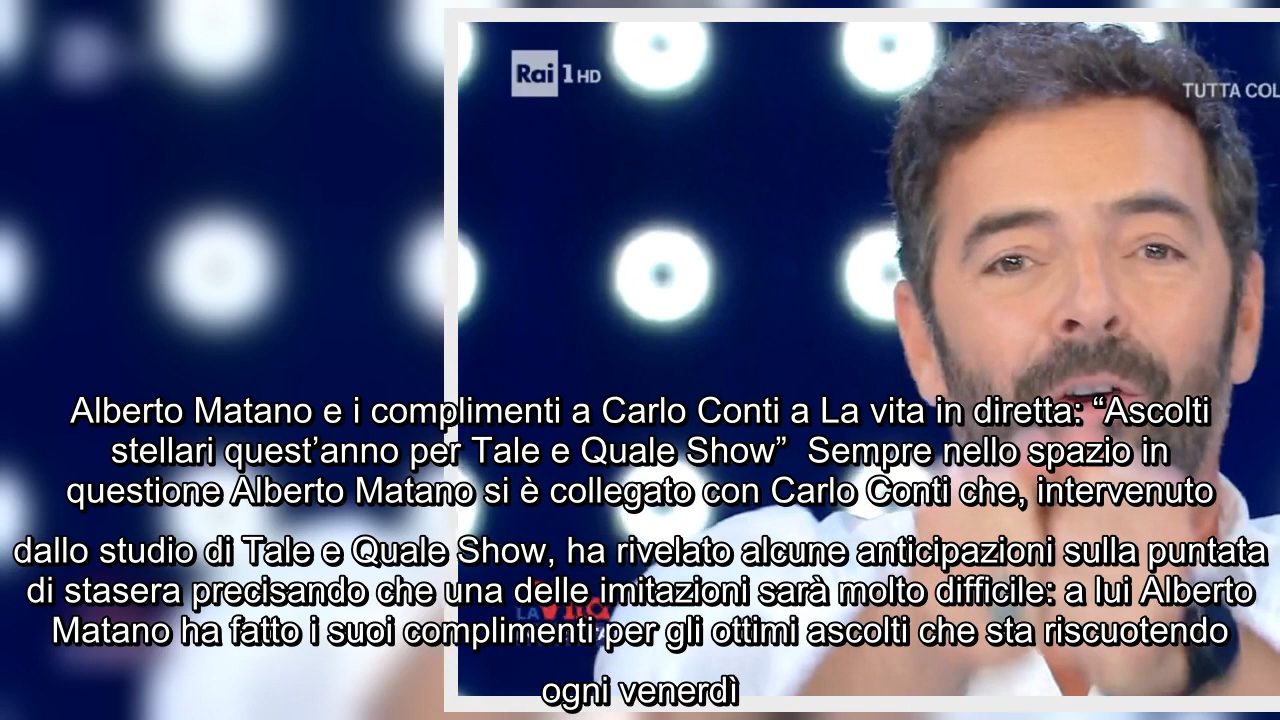 Rai 1 HD
TUTTA COL
Alberto Matano e i complimenti a Carlo Conti a La vita in diretta: “Ascolti
stellari quest’anno per Tale e Quale Show”  Sempre nello spazio in
questione Alberto Matano si è collegato con Carlo Conti che, intervenuto
dallo studio di Tale e Quale Show, ha rivelato alcune anticipazioni sulla puntata
di stasera precisando che una delle imitazioni sarà molto difficile: a lui Alberto
LA VITA
Matano ha fatto i suoi complimenti per gli ottimi ascolti che sta riscuotendo
ogni venerdì